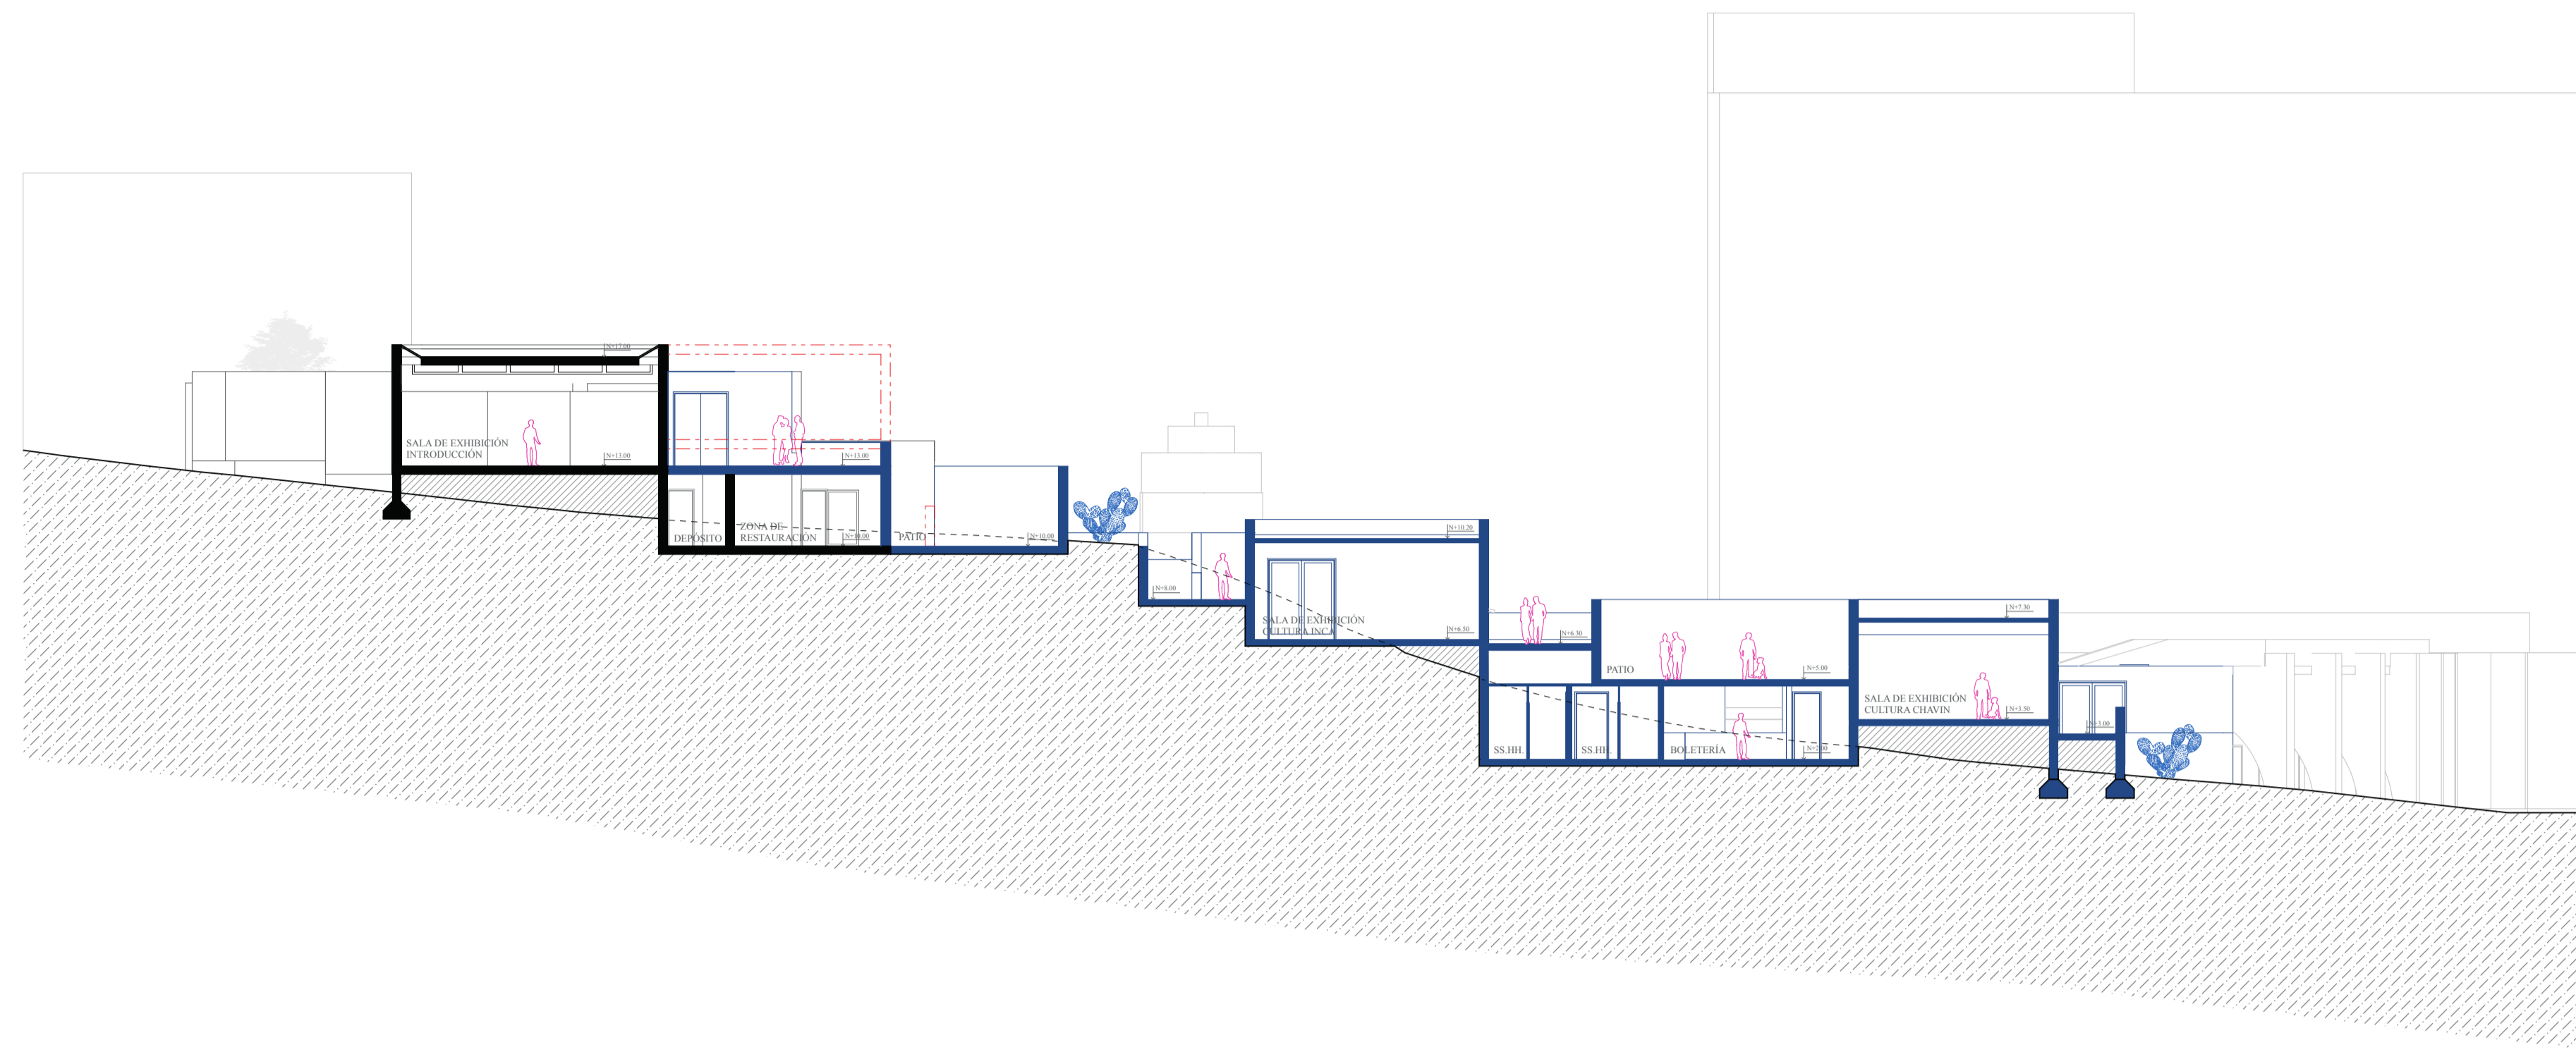 N+17.00
SALA DE EXHIBICIÓN
INTRODUCCIÓN
N+13.00
N+13.00
DEPÓSITO
ZONA DE
RESTAURACIÓN
N+10.00
PATIO
N+10.00
N+8.00
N+10.20
SALA DE EXHIBICIÓN
CULTURA INCA
N+6.50
N+6.30
PATIO
N+5.00
SS.HH.
SS.HH.
BOLETERÍA
N+2.00
N+7.30
SALA DE EXHIBICIÓN
CULTURA CHAVIN
N+3.50
N+3.00